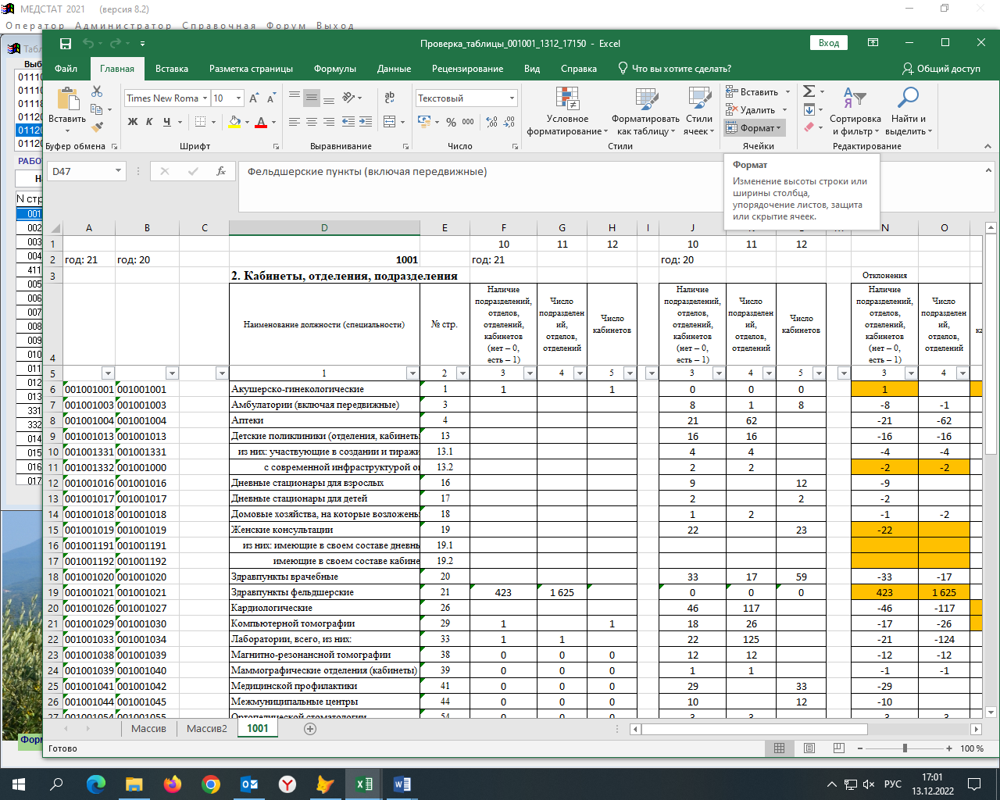 МЕДСТАТ 2021 (версия 8.2)
Оператор Администратор Справочная Форум Выход
Проверка_таблицы_001001_1312_17150 - Excel
Вход
Файл Главная Вставка Разметка страницы Формулы Данные Рецензирование Вид Справка Что вы хотите сделать? Общий доступ
Вставить
Буфер обмена
Times New Roma 10
Ж К Ч
Шрифт
Выравнивание
Текстовый
% 000
Число
Условное форматирование
Форматировать как таблицу
Стили ячеек
Стили
Вставить
Удалить
Формат
Ячейки
Сортировка и фильтр
Найти и выделить
Редактирование
D47
Фельдшерские пункты (включая передвижные)
Формат
Изменение высоты строки или
ширины столбца,
упорядочение листов, защита
или скрытие ячеек.
Табл
Выб
01110
01110
01118
01120
01120
01120
РАБО
Н
N стр
001
002
003
004
411
005
006
007
008
009
010
011
012
013
331
332
014
015
016
017
Форм
A B C D E F G H I J N O
1 10 11 12 10 11 12
2 год: 21 год: 20 1001 год: 21 год: 20
3 2. Кабинеты, отделения, подразделения Отклонения
4 Наименование должности (специальности) № стр. Наличие подразделений, отделов, отделений, кабинетов (нет – 0, есть – 1) Число подразделений, отделов, отделений Число кабинетов Наличие подразделений, отделов, отделений, кабинетов (нет – 0, есть – 1) Число подразделений, отделов, отделений Число кабинетов Наличие подразделений, отделов, отделений, кабинетов (нет – 0, есть – 1) Число подразделений, отделов, отделений
5 1 2 3 4 5 3 4 5 3 4
6 001001001 001001001 Акушерско-гинекологические 1 1 1 0 0 0 1
7 001001003 001001003 Амбулатории (включая передвижные) 3 8 1 8 -8 -1
8 001001004 001001004 Аптеки 4 21 62 -21 -62
9 001001013 001001013 Детские поликлиники (отделения, кабинеты 13 16 16 -16 -16
10 001001331 001001331 из них: участвующие в создании и тиражи 13.1 4 4 -4 -4
11 001001332 001001000 с современной инфраструктурой о 13.2 2 2 -2 -2
12 001001016 001001016 Дневные стационары для взрослых 16 9 12 -9
13 001001017 001001017 Дневные стационары для детей 17 2 2 -2
14 001001018 001001018 Домовые хозяйства, на которые возложены 18 1 2 -1 -2
15 001001019 001001019 Женские консультации 19 22 23 -22
16 001001191 001001191 из них: имеющие в своем составе дневн 19.1
17 001001192 001001192 имеющие в своем составе кабине 19.2
18 001001020 001001020 Здравпункты врачебные 20 33 17 59 -33 -17
19 001001021 001001021 Здравпункты фельдшерские 21 423 1 625 0 0 0 423 1 625
20 001001026 001001027 Кардиологические 26 46 117 -46 -117
21 001001029 001001030 Компьютерной томографии 29 1 1 18 26 -17 -26
22 001001033 001001034 Лаборатории, всего, из них: 33 1 1 22 125 -21 -124
23 001001038 001001039 Магнитно-резонансной томографии 38 0 0 0 12 12 -12 -12
24 001001039 001001040 Маммографические отделения (кабинеты) 39 0 0 0 1 1 -1 -1
25 001001041 001001042 Медицинской профилактики 41 0 0 0 29 33 -29
26 001001044 001001045 Межмуниципальные центры 44 0 0 0 10 12 -10
27 001001054 001001055 Ортопедической стоматологии 54 0 0 0 3 3 -3 -3
Массив Массив2 1001
Готово 100 %
РУС
17:01
13.12.2022